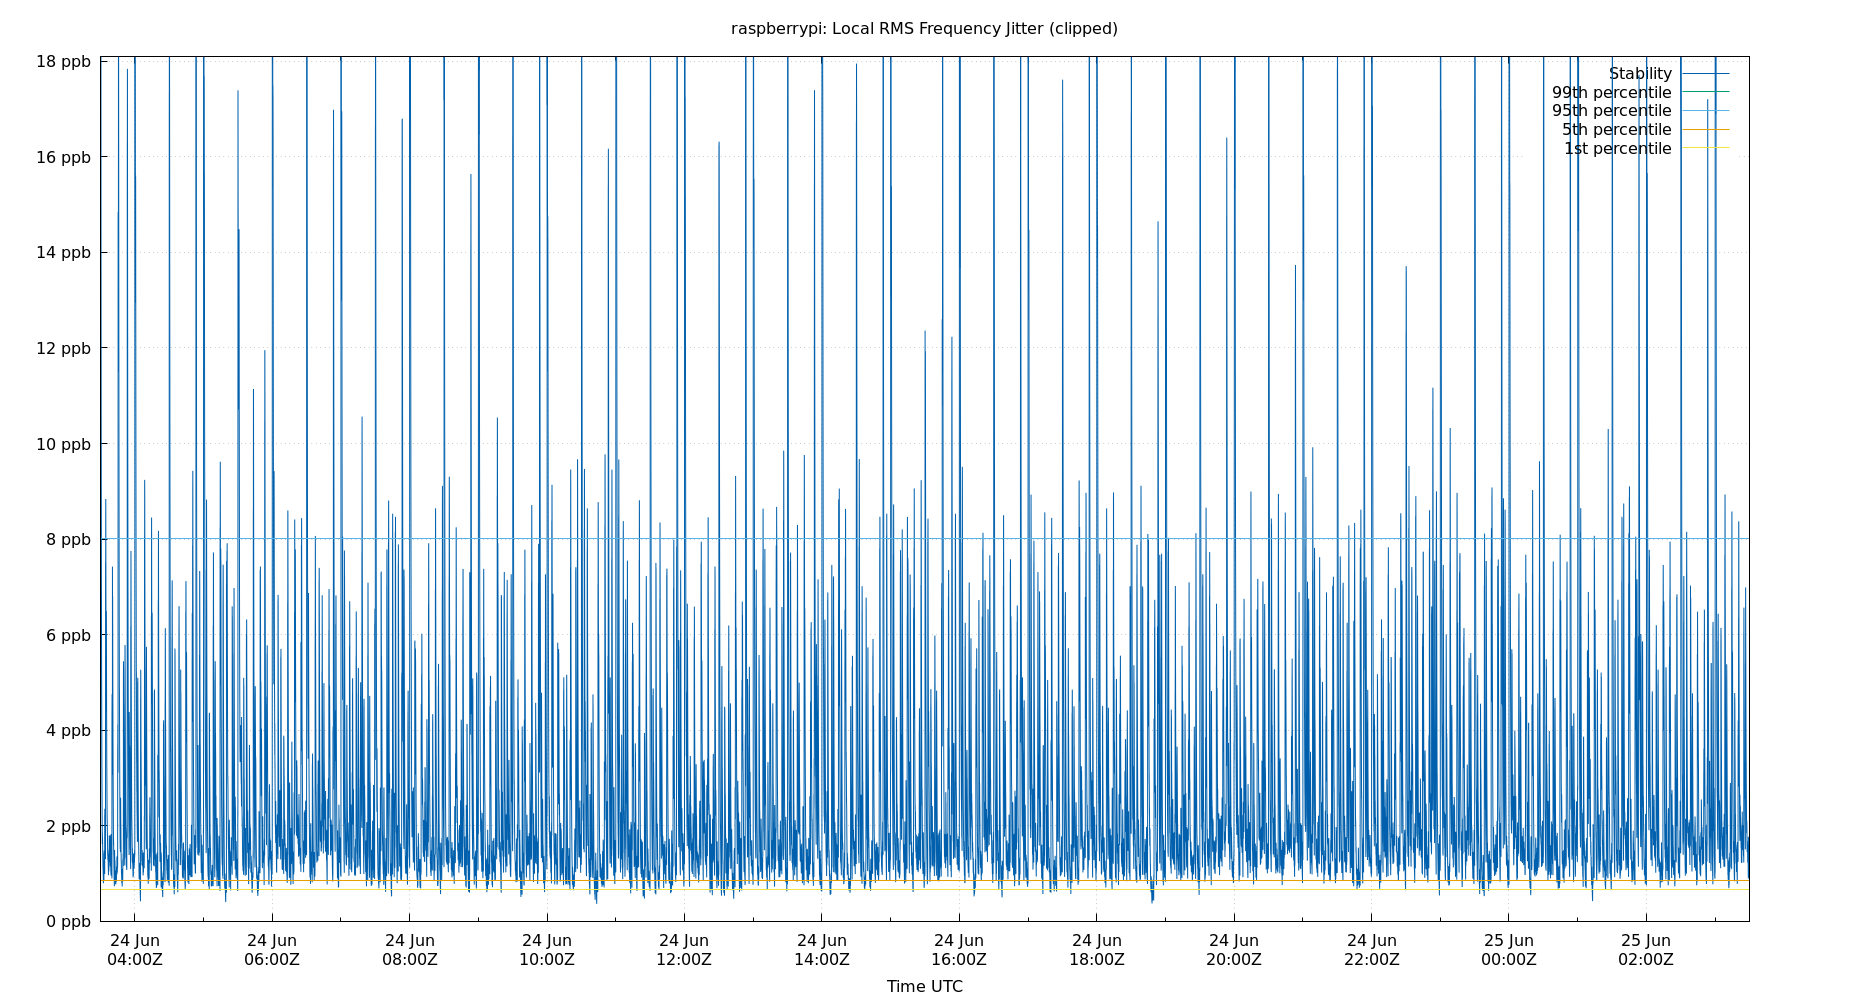 raspberrypi: Local RMS Frequency Jitter (clipped)
18 ppb
16 ppb
14 ppb
12 ppb
10 ppb
8 ppb
6 ppb
4 ppb
2 ppb
0 ppb
Stability
99th percentile
95th percentile
5th percentile
1st percentile
24 Jun 24 Jun 24 Jun 24 Jun 24 Jun 24 Jun 24 Jun 24 Jun 24 Jun 24 Jun 25 Jun 25 Jun
04:00Z 06:00Z 08:00Z 10:00Z 12:00Z 14:00Z 16:00Z 18:00Z 20:00Z 22:00Z 00:00Z 02:00Z
Time UTC